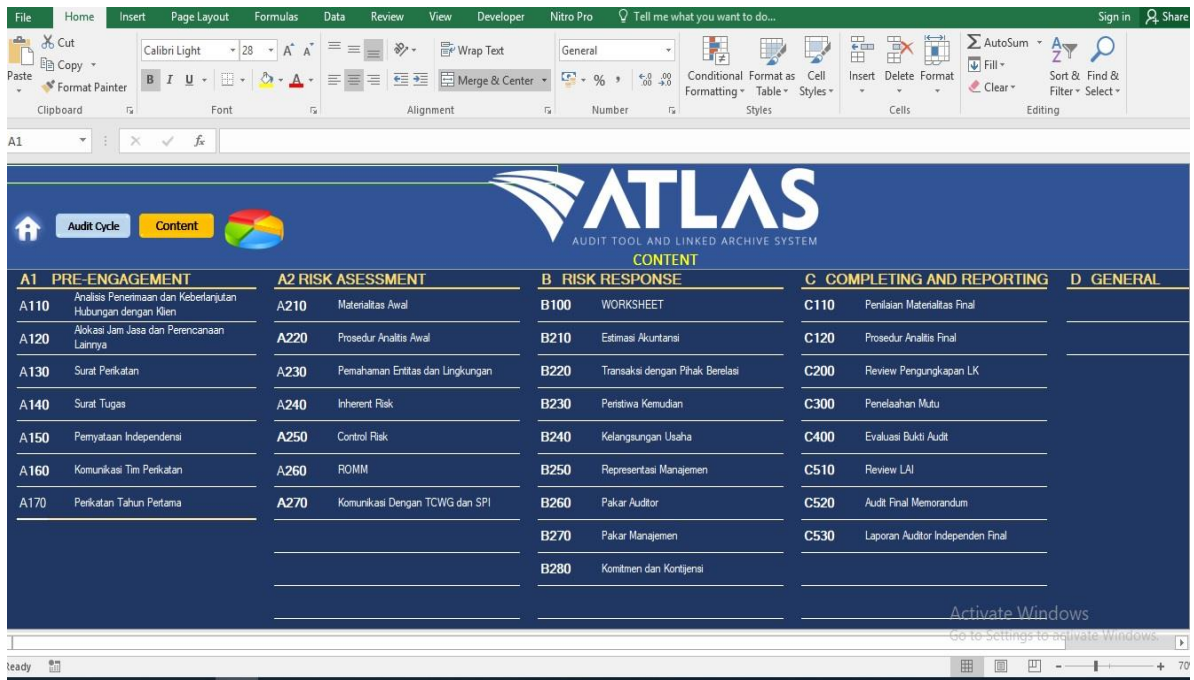 File Home Insert Page Layout Formulas Data Review View Developer Nitro Pro Tell me what you want to do... Sign in Share
Cut
Copy
Format Painter
Paste
Clipboard
Calibri Light 28
B I U
Font
Wrap Text
Merge & Center
Alignment
General
Number
Conditional Formatting
Format as Table
Cell Styles
Styles
Insert Delete Format
Cells
AutoSum
Fill
Clear
Sort & Filter
Find & Select
Editing
A1 fx
Audit Cycle
Content
ATLAS
AUDIT TOOL AND LINKED ARCHIVE SYSTEM
CONTENT
A1 PRE-ENGAGEMENT
A110 Analisis Penerimaan dan Keberlanjutan
Hubungan dengan Klien
A120 Alokasi Jam Jasa dan Perencanaan
Lainnya
A130 Surat Perikatan
A140 Surat Tugas
A150 Pernyataan Independensi
A160 Komunikasi Tim Perikatan
A170 Perikatan Tahun Pertama
A2 RISK ASESSMENT
A210 Materialitas Awal
A220 Prosedur Analitis Awal
A230 Pemahaman Entitas dan Lingkungan
A240 Inherent Risk
A250 Control Risk
A260 ROMM
A270 Komunikasi Dengan TCWG dan SPI
B RISK RESPONSE
B100 WORKSHEET
B210 Estimasi Akuntansi
B220 Transaksi dengan Pihak Berelasi
B230 Peristiwa Kemudian
B240 Kelangsungan Usaha
B250 Representasi Manajemen
B260 Pakar Auditor
B270 Pakar Manajemen
B280 Komitmen dan Kontijensi
C COMPLETING AND REPORTING
C110 Penilaian Materialitas Final
C120 Prosedur Analitis Final
C200 Review Pengungkapan LK
C300 Penelaahan Mutu
C400 Evaluasi Bukti Audit
C510 Review LAI
C520 Audit Final Memorandum
C530 Laporan Auditor Independen Final
D GENERAL
Activate Windows
Go to Settings to activate Windows.
Ready